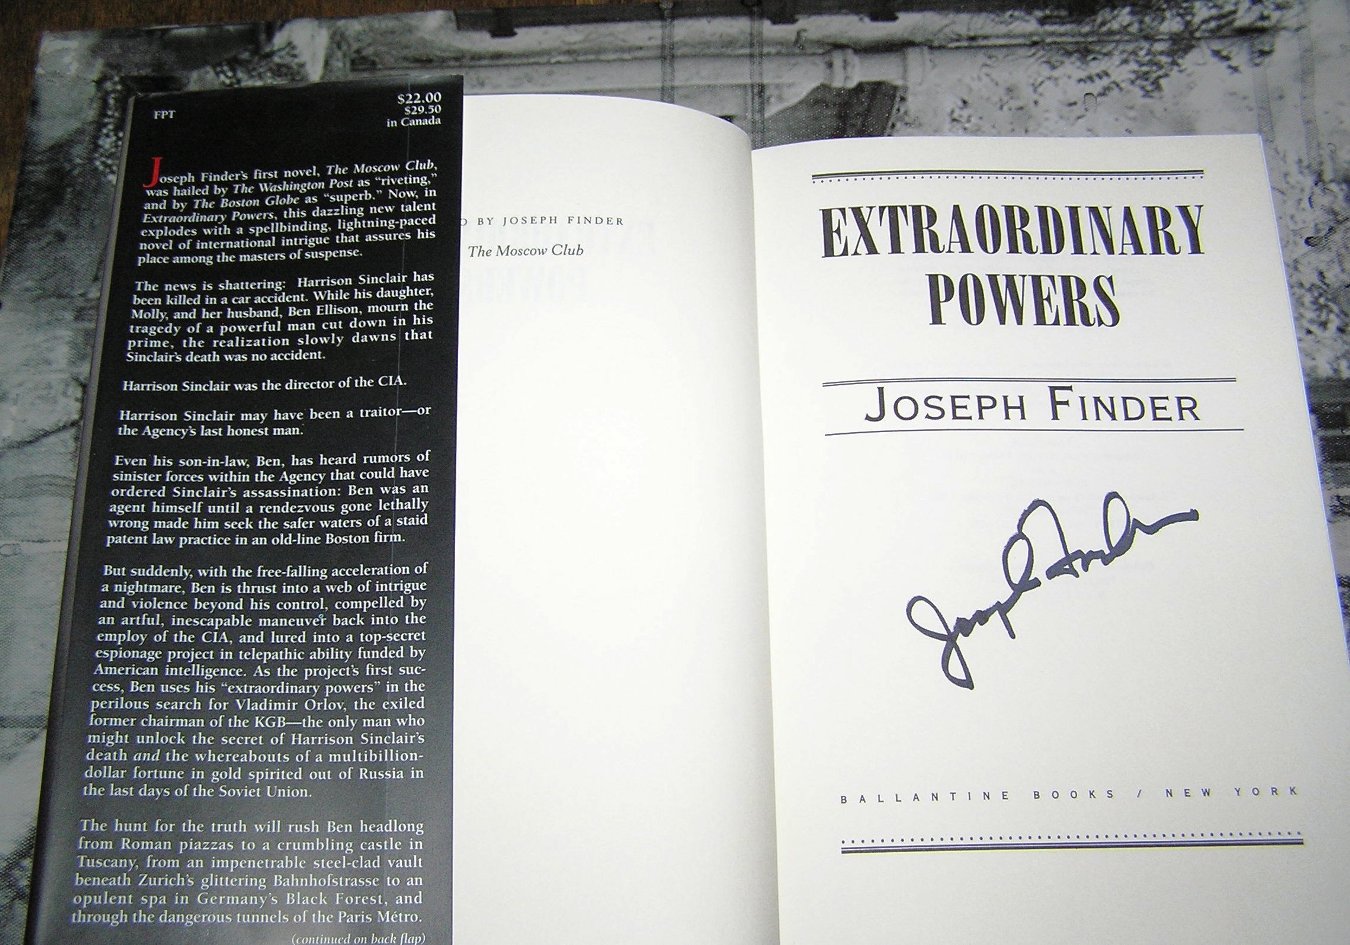 FPT
$22.00
$29.50
in Canada
Joseph Finder's first novel, The Moscow Club,
was hailed by The Washington Post as "riveting,"
and by The Boston Globe as "superb." Now, in
Extraordinary Powers, this dazzling new talent
explodes with a spellbinding, lightning-paced
novel of international intrigue that assures his
place among the masters of suspense.
The news is shattering: Harrison Sinclair has
been killed in a car accident. While his daughter,
Molly, and her husband, Ben Ellison, mourn the
tragedy of a powerful man cut down in his
prime, the realization slowly dawns that
Sinclair's death was no accident.
Harrison Sinclair was the director of the CIA.
Harrison Sinclair may have been a traitor—or
the Agency's last honest man.
Even his son-in-law, Ben, has heard rumors of
sinister forces within the Agency that could have
ordered Sinclair's assassination: Ben was an
agent himself until a rendezvous gone lethally
wrong made him seek the safer waters of a staid
patent law practice in an old-line Boston firm.
But suddenly, with the free-falling acceleration of
a nightmare, Ben is thrust into a web of intrigue
and violence beyond his control, compelled by
an artful, inescapable maneuver back into the
employ of the CIA, and lured into a top-secret
espionage project in telepathic ability funded by
American intelligence. As the project's first suc-
cess, Ben uses his "extraordinary powers" in the
perilous search for Vladimir Orlov, the exiled
former chairman of the KGB—the only man who
might unlock the secret of Harrison Sinclair's
death and the whereabouts of a multibillion-
dollar fortune in gold spirited out of Russia in
the last days of the Soviet Union.
The hunt for the truth will rush Ben headlong
from Roman piazzas to a crumbling castle in
Tuscany, from an impenetrable steel-clad vault
beneath Zurich's glittering Bahnhofstrasse to an
opulent spa in Germany's Black Forest, and
through the dangerous tunnels of the Paris Métro.
(continued on back flap)
D BY JOSEPH FINDER
The Moscow Club
EXTRAORDINARY
POWERS
JOSEPH FINDER
Joseph Finder
BALLANTINE BOOKS / NEW YORK